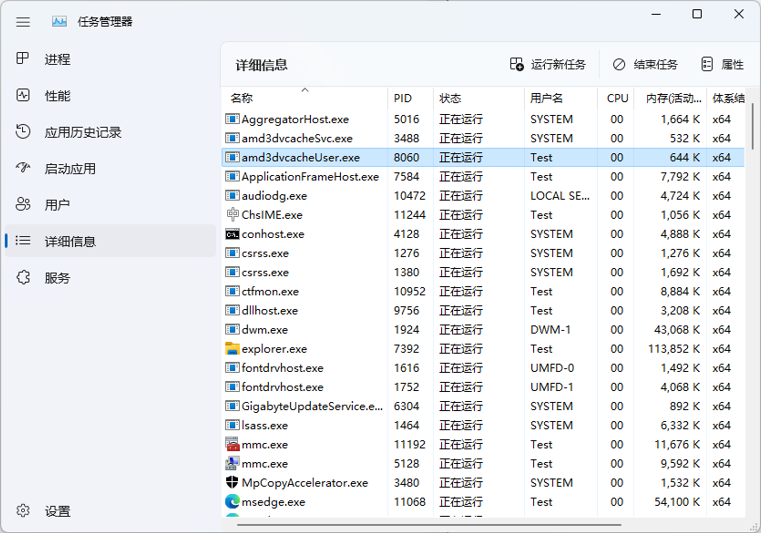 任务管理器
进程
性能
应用历史记录
启动应用
用户
详细信息
服务
设置
详细信息 运行新任务 结束任务 属性
名称 PID 状态 用户名 CPU 内存(活动... 体系结
AggregatorHost.exe 5016 正在运行 SYSTEM 00 1,664 K x64
amd3dvcacheSvc.exe 3488 正在运行 SYSTEM 00 532 K x64
amd3dvcacheUser.exe 8060 正在运行 Test 00 644 K x64
ApplicationFrameHost.exe 7584 正在运行 Test 00 7,792 K x64
audiodg.exe 10472 正在运行 LOCAL SE... 00 4,724 K x64
ChsIME.exe 11244 正在运行 Test 00 1,056 K x64
conhost.exe 4128 正在运行 SYSTEM 00 4,888 K x64
csrss.exe 1276 正在运行 SYSTEM 00 1,276 K x64
csrss.exe 1380 正在运行 SYSTEM 00 1,692 K x64
ctfmon.exe 10952 正在运行 Test 00 8,884 K x64
dllhost.exe 9756 正在运行 Test 00 3,208 K x64
dwm.exe 1924 正在运行 DWM-1 00 43,068 K x64
explorer.exe 7392 正在运行 Test 00 113,852 K x64
fontdrvhost.exe 1616 正在运行 UMFD-0 00 1,492 K x64
fontdrvhost.exe 1752 正在运行 UMFD-1 00 4,068 K x64
GigabyteUpdateService.e... 6304 正在运行 SYSTEM 00 892 K x64
lsass.exe 1464 正在运行 SYSTEM 00 6,332 K x64
mmc.exe 11192 正在运行 Test 00 11,676 K x64
mmc.exe 5128 正在运行 Test 00 9,592 K x64
MpCopyAccelerator.exe 3480 正在运行 SYSTEM 00 1,532 K x64
msedge.exe 11068 正在运行 Test 00 54,100 K x64